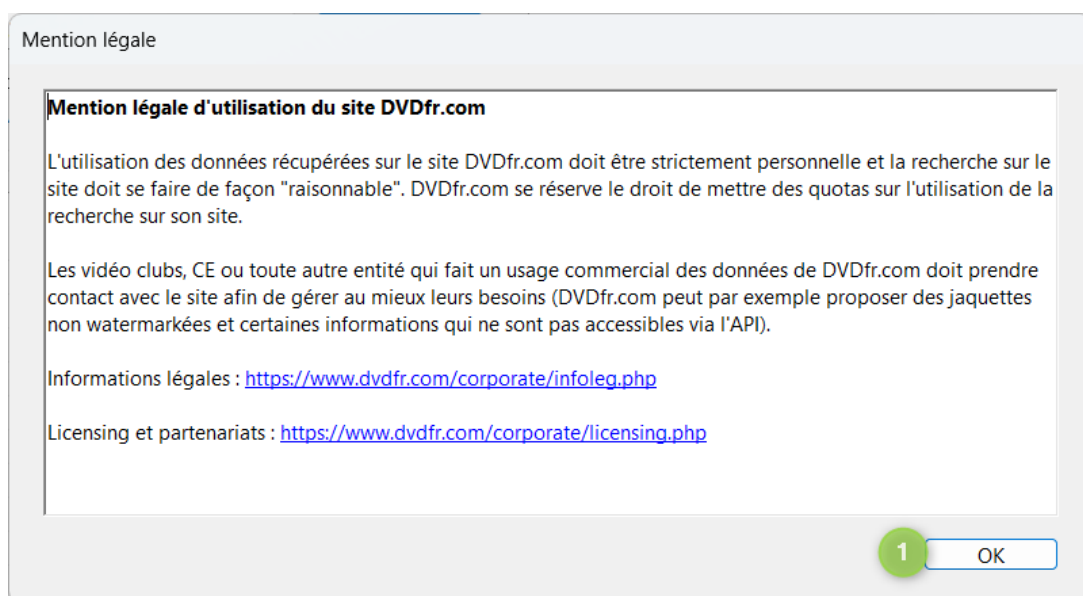 Mention légale
Mention légale d'utilisation du site DVDfr.com
L'utilisation des données récupérées sur le site DVDfr.com doit être strictement personnelle et la recherche sur le
site doit se faire de façon "raisonnable". DVDfr.com se réserve le droit de mettre des quotas sur l'utilisation de la
recherche sur son site.
Les vidéo clubs, CE ou toute autre entité qui fait un usage commercial des données de DVDfr.com doit prendre
contact avec le site afin de gérer au mieux leurs besoins (DVDfr.com peut par exemple proposer des jaquettes
non watermarkées et certaines informations qui ne sont pas accessibles via l'API).
Informations légales : https://www.dvdfr.com/corporate/infoleg.php
Licensing et partenariats : https://www.dvdfr.com/corporate/licensing.php
1 OK